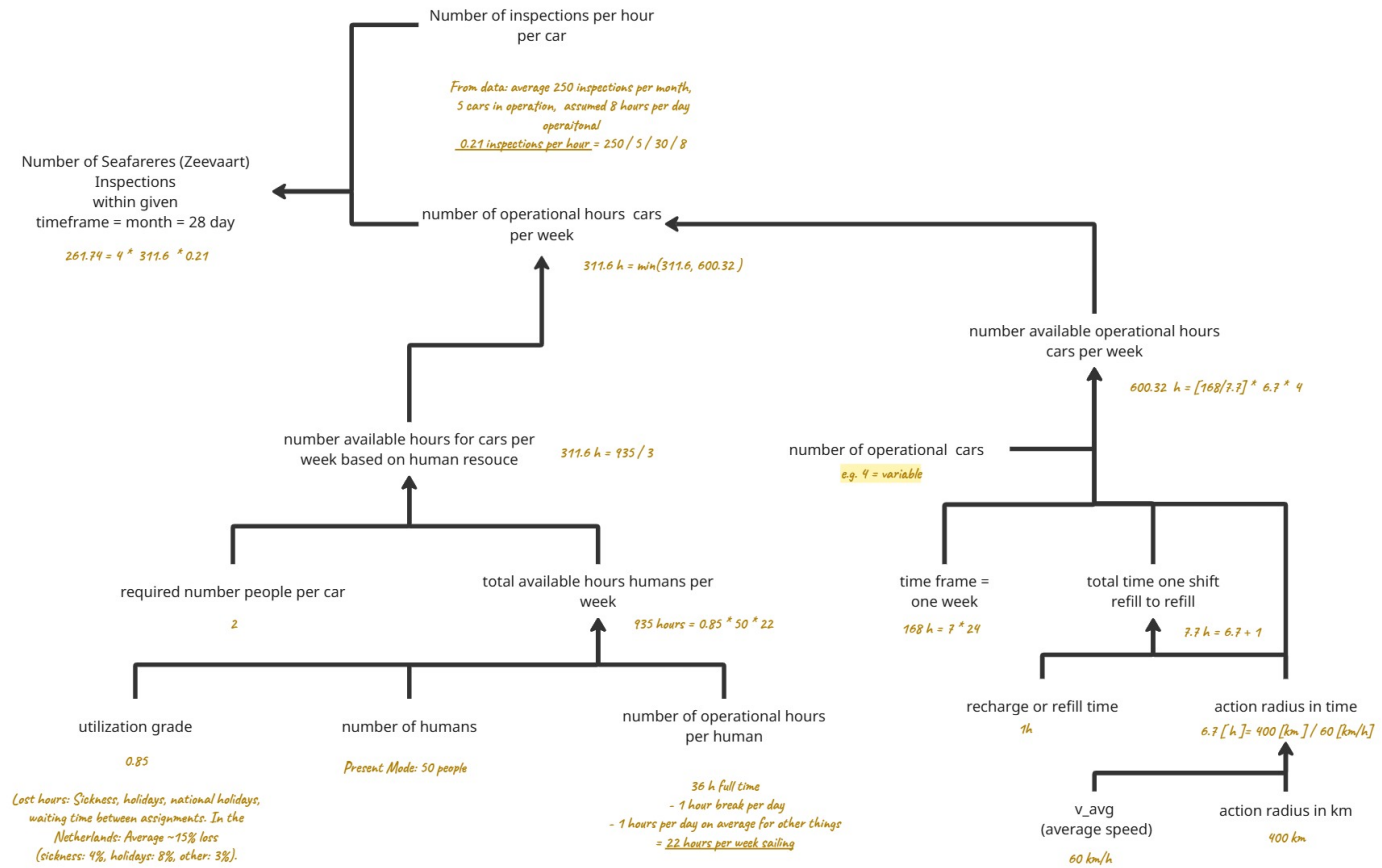 Number of inspections per hour
per car
From data: average 250 inspections per month,
5 cars in operation, assumed 8 hours per day
operaitonal
0.21 inspections per hour = 250 / 5 / 30 / 8
Number of Seafareres (Zeevaart)
Inspections
within given
timeframe = month = 28 day
261.74 = 4 * 311.6 * 0.21
number of operational hours cars
per week
311.6 h = min(311.6, 600.32 )
number available operational hours
cars per week
600.32 h = [168/7.7] * 6.7 * 4
number available hours for cars per
week based on human resouce
311.6 h = 935 / 3
number of operational cars
e.g. 4 = variable
required number people per car
2
total available hours humans per
week
935 hours = 0.85 * 50 * 22
time frame =
one week
168 h = 7 * 24
total time one shift
refill to refill
7.7 h = 6.7 + 1
utilization grade
0.85
Lost hours: Sickness, holidays, national holidays,
waiting time between assignments. In the
Netherlands: Average ~15% loss
(sickness: 4%, holidays: 8%, other: 3%).
number of humans
Present Mode: 50 people
number of operational hours
per human
36 h full time
- 1 hour break per day
- 1 hours per day on average for other things
= 22 hours per week sailing
recharge or refill time
1h
action radius in time
6.7 [ h ]= 400 [km ] / 60 [km/h]
v_avg
(average speed)
60 km/h
action radius in km
400 km